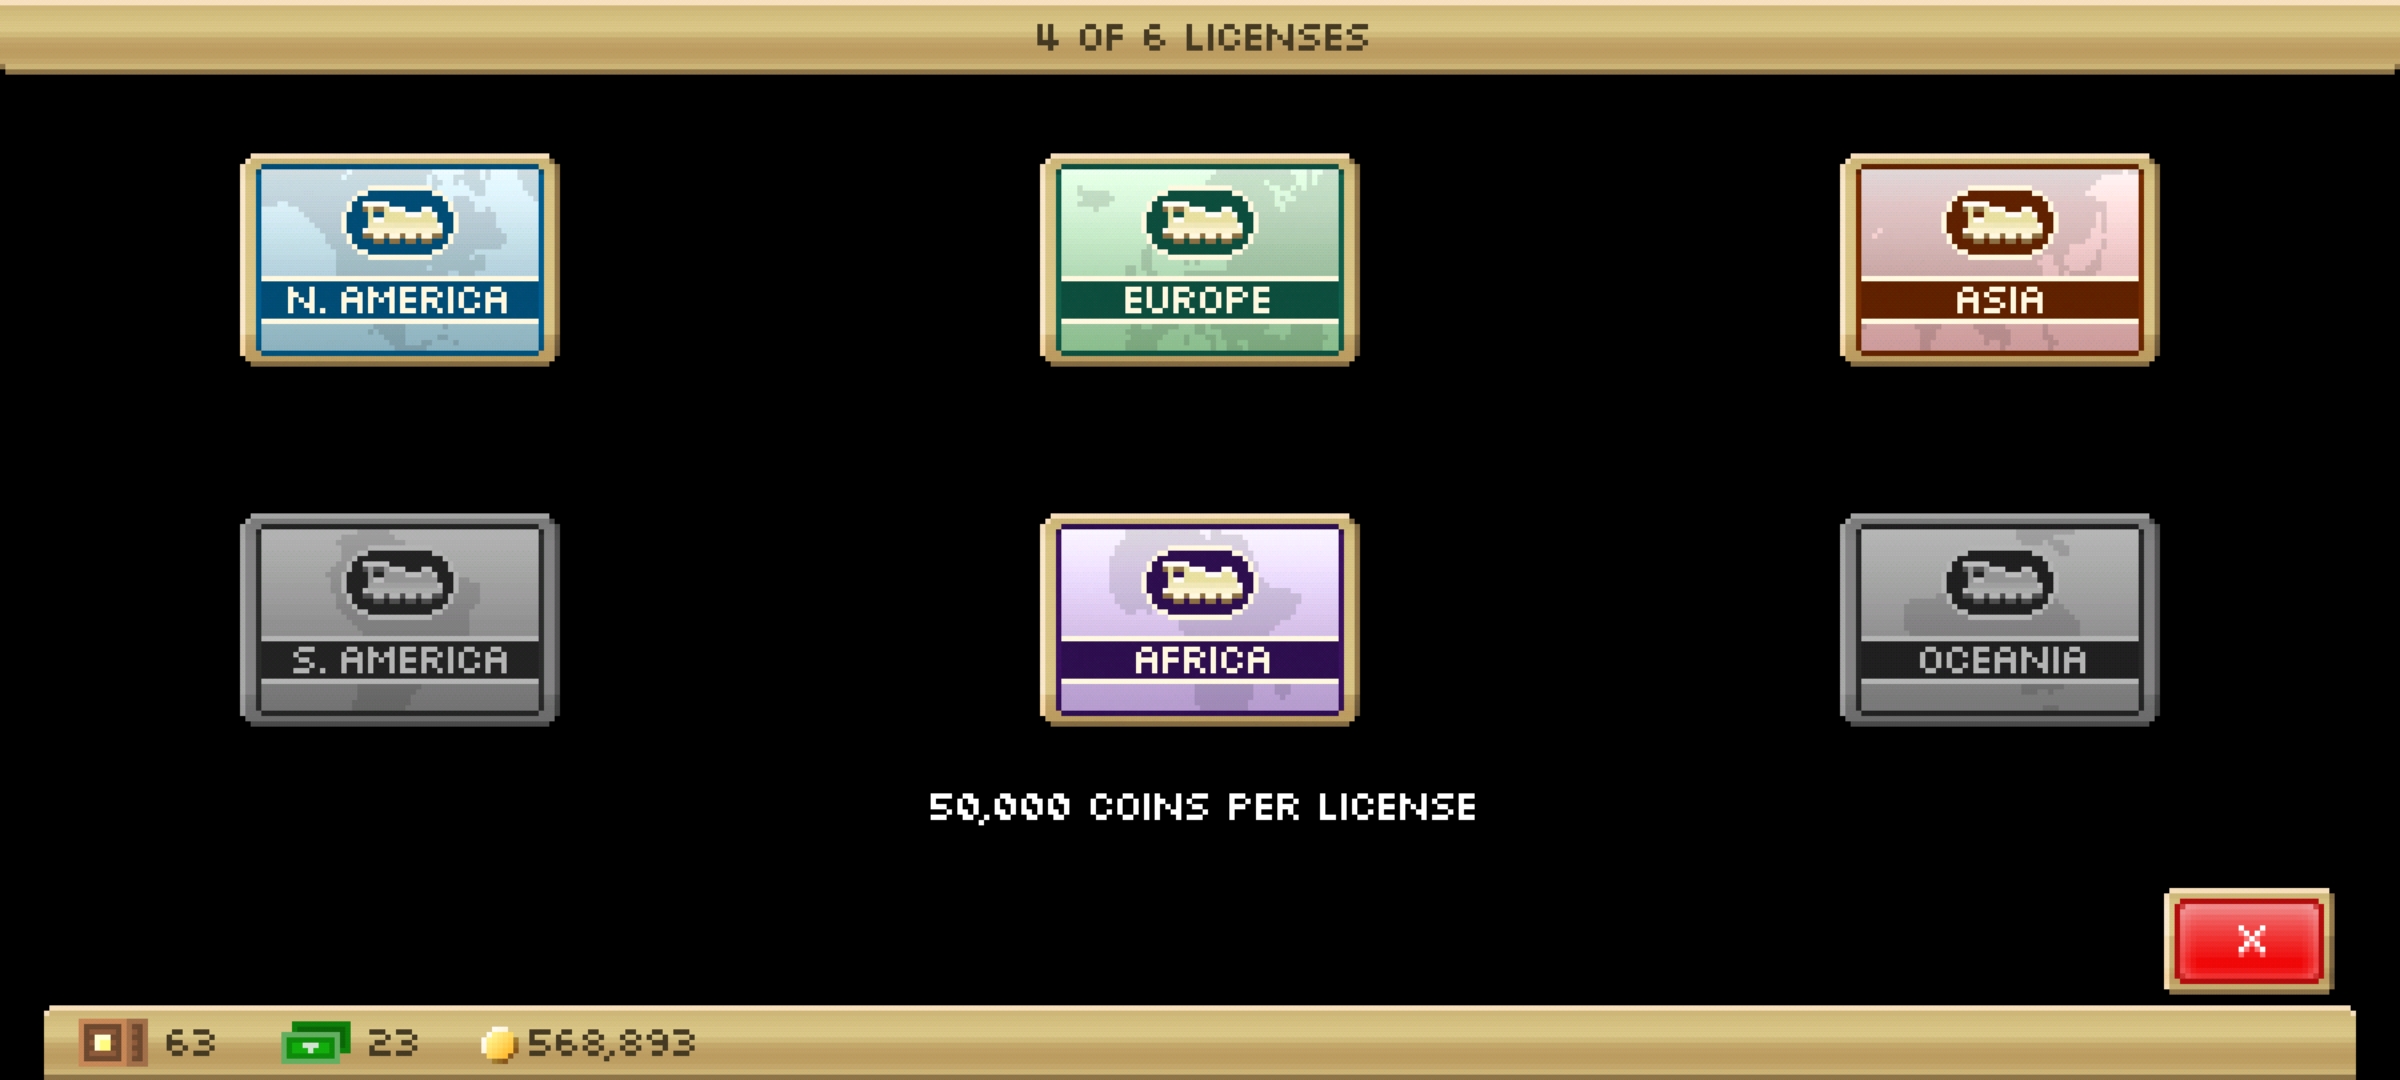 4 OF 6 LICENSES
N. AMERICA
EUROPE
ASIA
S. AMERICA
AFRICA
OCEANIA
50,000 COINS PER LICENSE
X
63
23
568,893